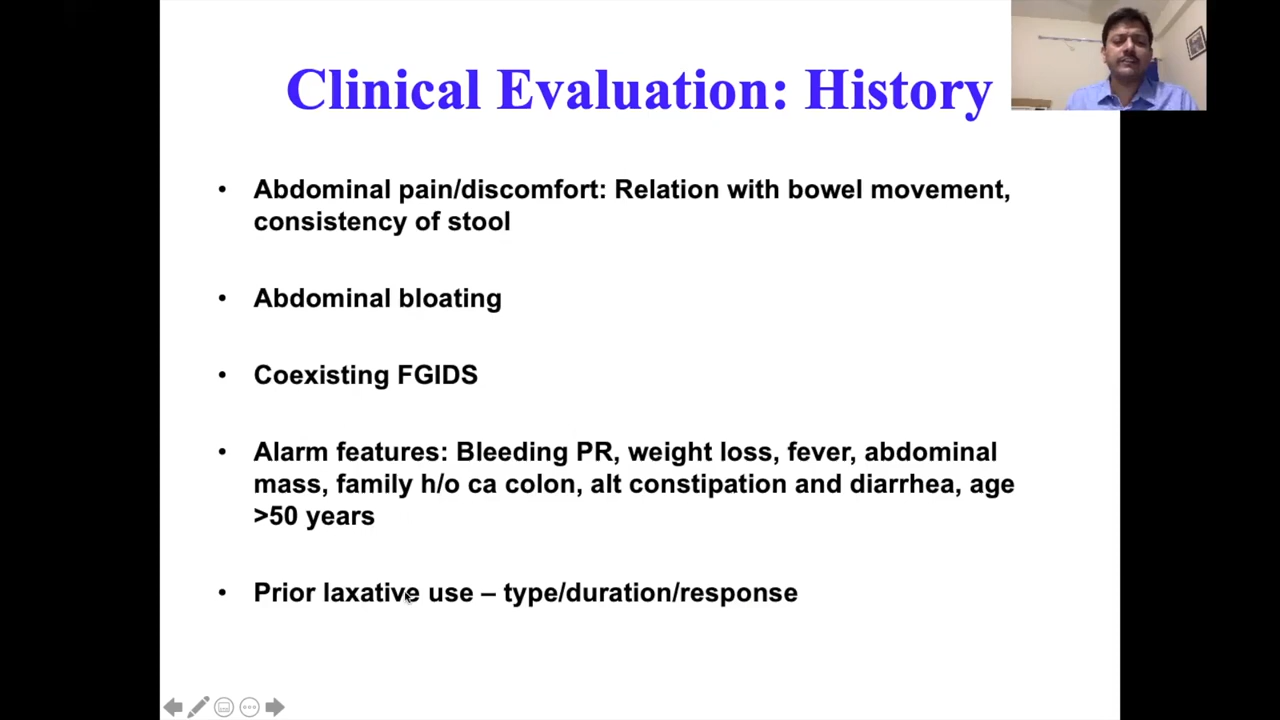 Clinical Evaluation: History
• Abdominal pain/discomfort: Relation with bowel movement,
consistency of stool
• Abdominal bloating
• Coexisting FGIDS
• Alarm features: Bleeding PR, weight loss, fever, abdominal
mass, family h/o ca colon, alt constipation and diarrhea, age
>50 years
• Prior laxative use – type/duration/response